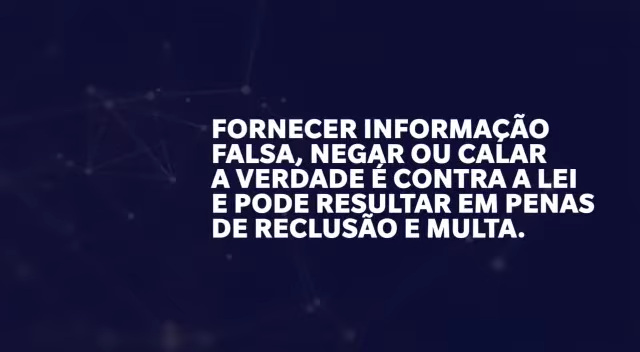 FORNECER INFORMAÇÃO
FALSA, NEGAR OU CALAR
A VERDADE É CONTRA A LEI
E PODE RESULTAR EM PENAS
DE RECLUSÃO E MULTA.